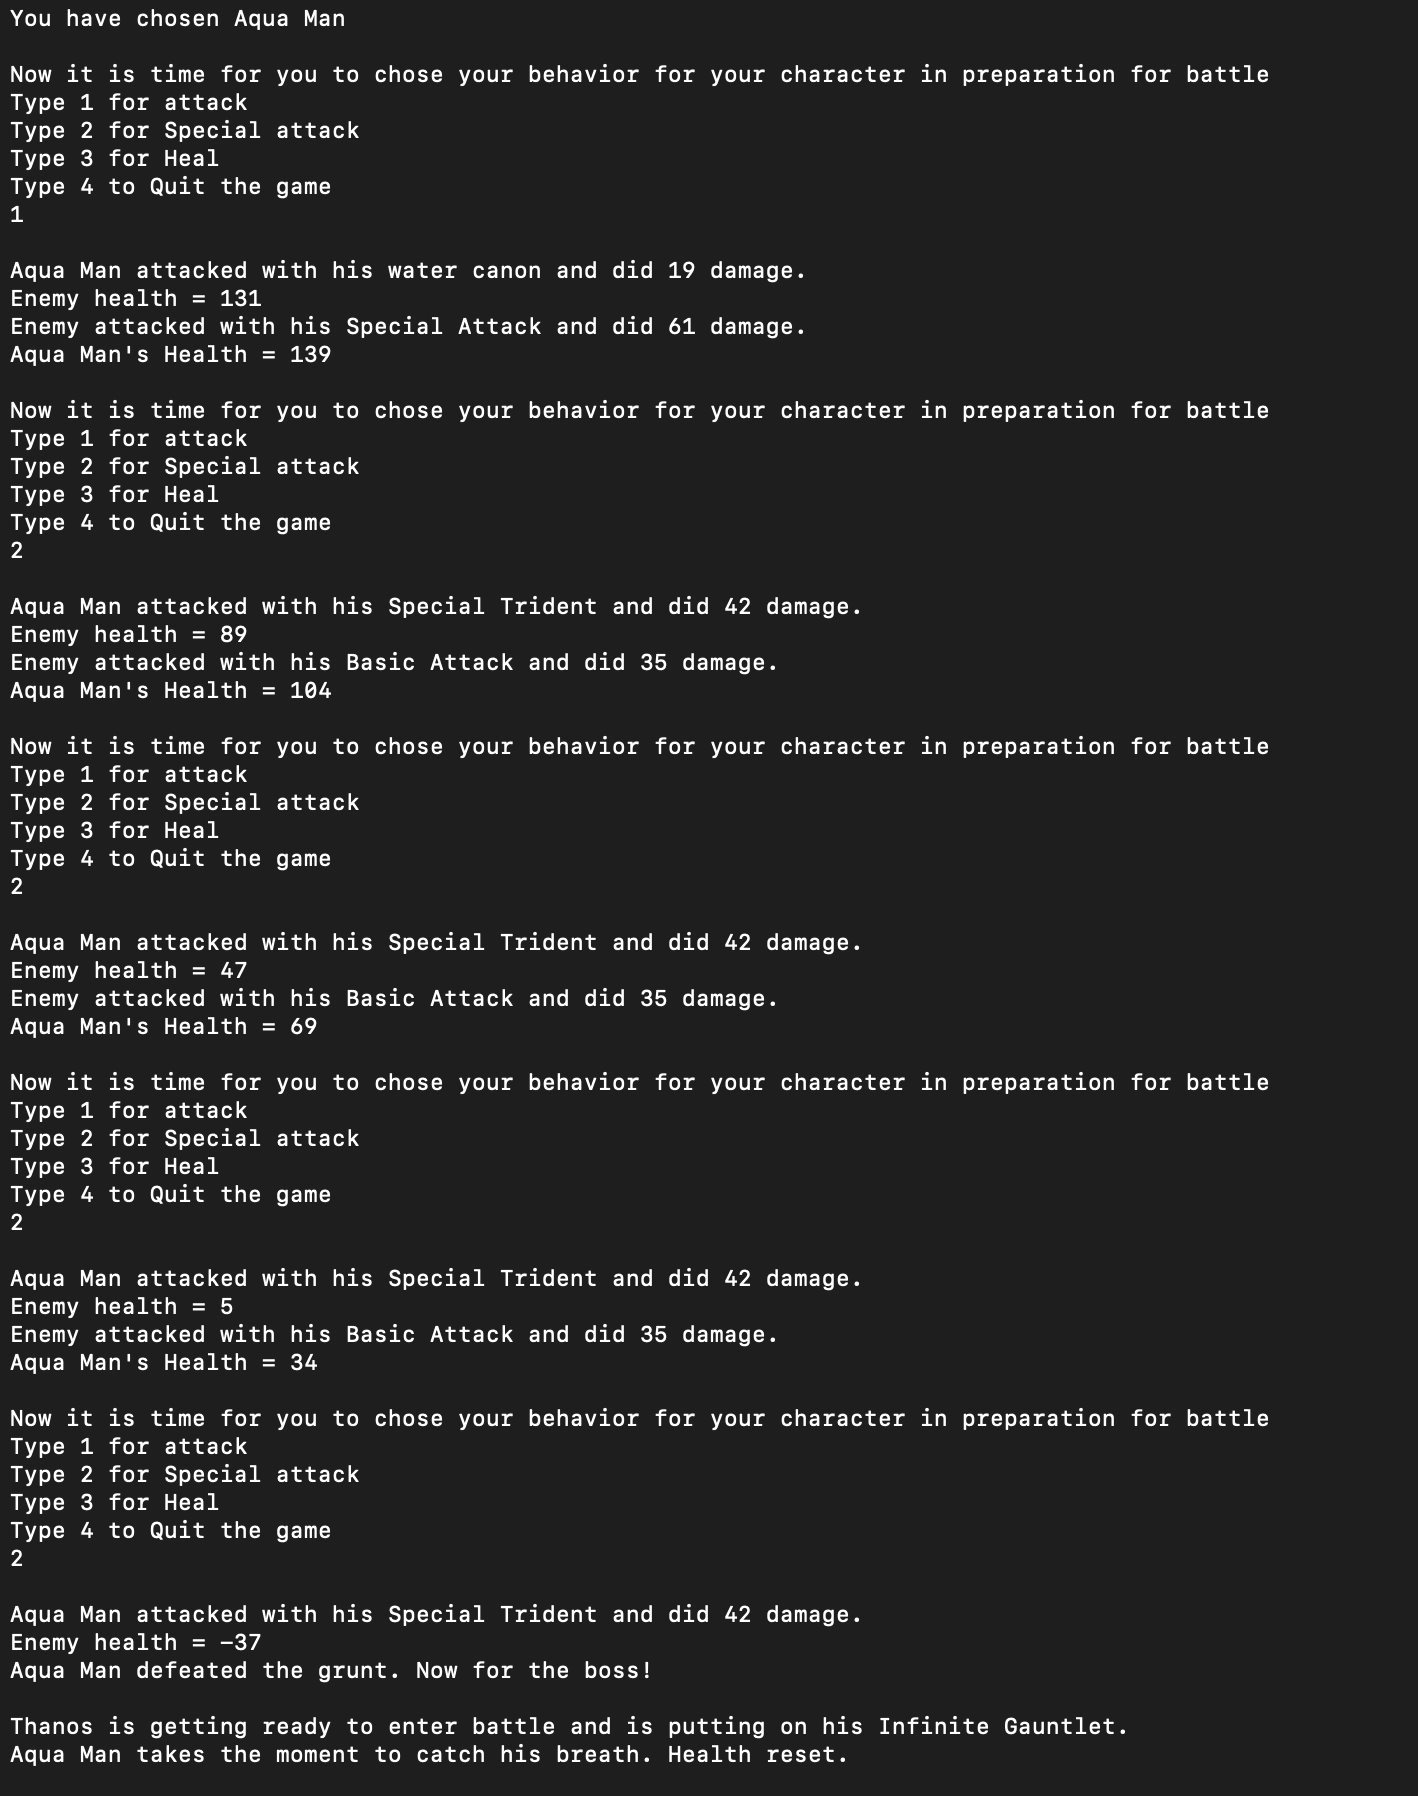 You have chosen Aqua Man
Now it is time for you to chose your behavior for your character in preparation for battle
Type 1 for attack
Type 2 for Special attack
Type 3 for Heal
Type 4 to Quit the game
1
Aqua Man attacked with his water canon and did 19 damage.
Enemy health = 131
Enemy attacked with his Special Attack and did 61 damage.
Aqua Man's Health = 139
Now it is time for you to chose your behavior for your character in preparation for battle
Type 1 for attack
Type 2 for Special attack
Type 3 for Heal
Type 4 to Quit the game
2
Aqua Man attacked with his Special Trident and did 42 damage.
Enemy health = 89
Enemy attacked with his Basic Attack and did 35 damage.
Aqua Man's Health = 104
Now it is time for you to chose your behavior for your character in preparation for battle
Type 1 for attack
Type 2 for Special attack
Type 3 for Heal
Type 4 to Quit the game
2
Aqua Man attacked with his Special Trident and did 42 damage.
Enemy health = 47
Enemy attacked with his Basic Attack and did 35 damage.
Aqua Man's Health = 69
Now it is time for you to chose your behavior for your character in preparation for battle
Type 1 for attack
Type 2 for Special attack
Type 3 for Heal
Type 4 to Quit the game
2
Aqua Man attacked with his Special Trident and did 42 damage.
Enemy health = 5
Enemy attacked with his Basic Attack and did 35 damage.
Aqua Man's Health = 34
Now it is time for you to chose your behavior for your character in preparation for battle
Type 1 for attack
Type 2 for Special attack
Type 3 for Heal
Type 4 to Quit the game
2
Aqua Man attacked with his Special Trident and did 42 damage.
Enemy health = -37
Aqua Man defeated the grunt. Now for the boss!
Thanos is getting ready to enter battle and is putting on his Infinite Gauntlet.
Aqua Man takes the moment to catch his breath. Health reset.